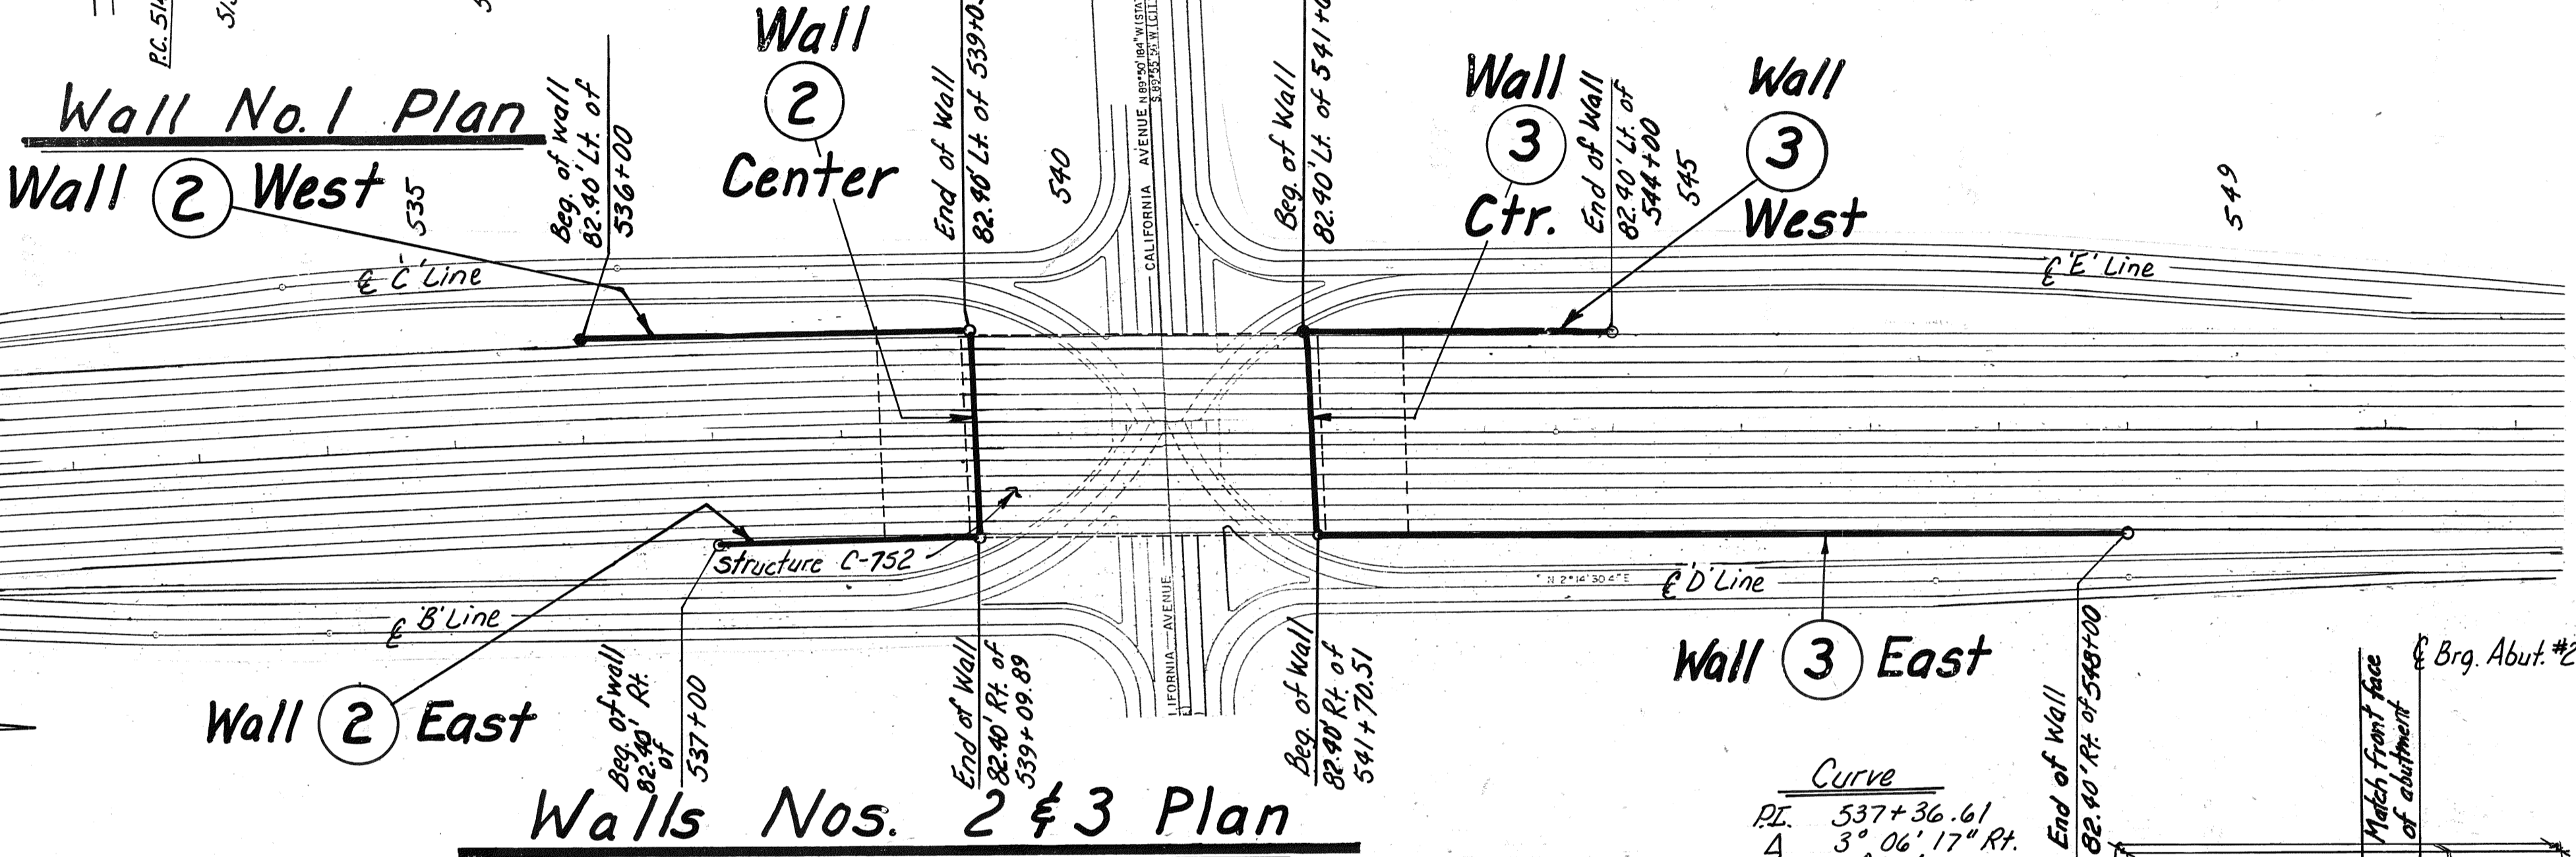 Wall No. 1 Plan
Wall 2 West
535
Beg. of wall
82.40' Lt. of
536+00
Wall
2
Center
End of Wall
82.40' Lt. of 539+0
540
CALIFORNIA AVENUE
Beg. of Wall
82.40' Lt. of 541+
Wall
3
Ctr.
End of Wall
82.40' Lt. of
544+00
545
Wall
3
West
549
℄ 'C' Line
℄ 'E' Line
Structure C-752
℄ 'B' Line
N 2°14'30.4"E
℄ 'D' Line
Wall 2 East
Beg. of wall
82.40' Rt.
of
537+00
End of Wall
82.40' Rt. of
539+09.89
IFORNIA AVENUE
Beg. of Wall
82.40' Rt. of
541+70.51
Wall 3 East
End of Wall
82.40' Rt. of 548+00
Match front face
of abutment
℄ Brg. Abut. #2
Walls Nos. 2 & 3 Plan
Curve
P.I. 537+36.61
Δ 3° 06' 17" Rt.